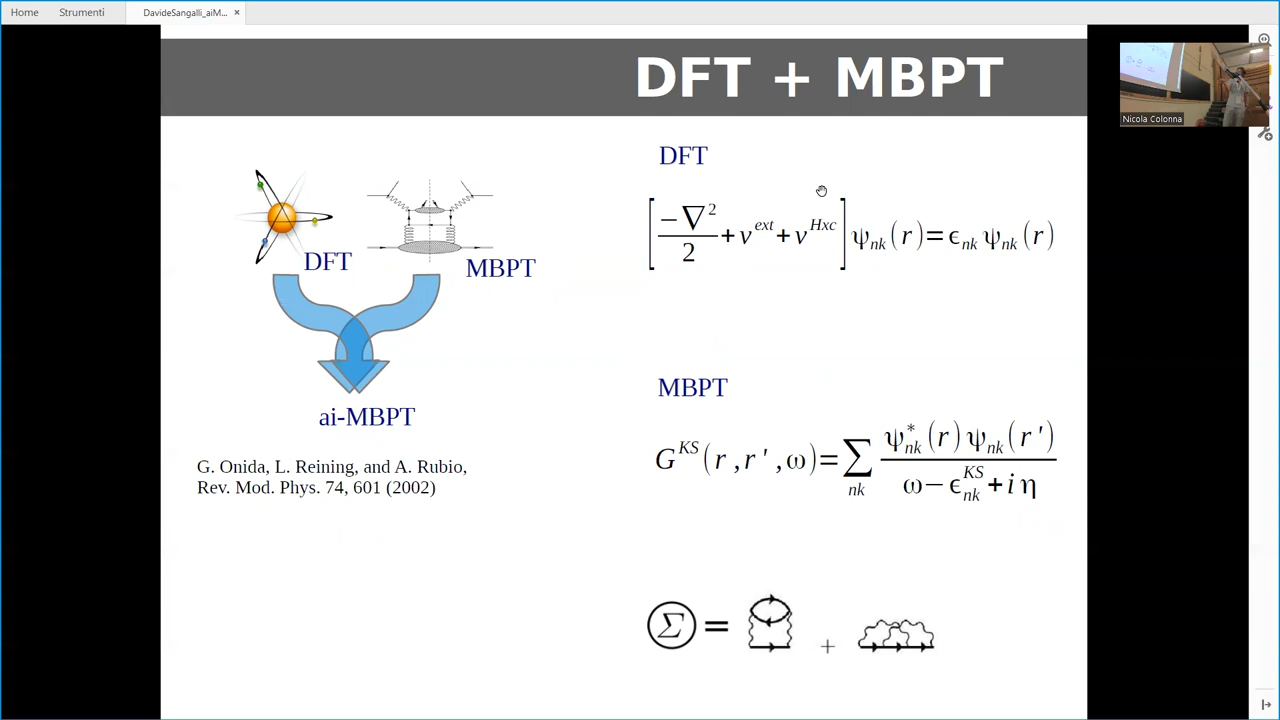 Home Strumenti DavideSangalli_aiM... ×
DFT + MBPT
Nicola Colonna
DFT
MBPT
ai-MBPT
G. Onida, L. Reining, and A. Rubio,
Rev. Mod. Phys. 74, 601 (2002)
DFT
[−∇²/2 + v^ext + v^Hxc] ψ_nk(r) = ϵ_nk ψ_nk(r)
MBPT
G^KS(r, r', ω) = ∑_nk ψ*_nk(r) ψ_nk(r') / (ω − ϵ^KS_nk + i η)
Σ = +